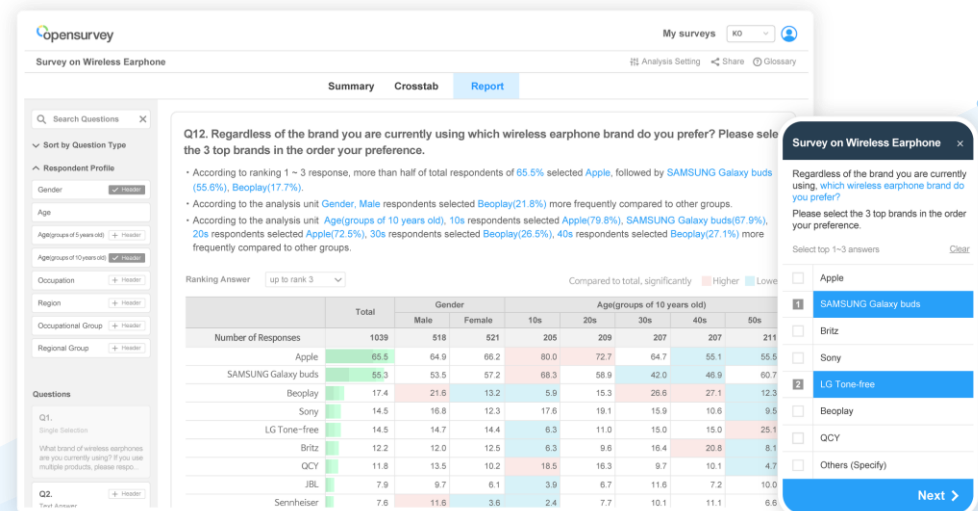 opensurvey
My surveys KO
Survey on Wireless Earphone
Analysis Setting Share Glossary
Summary Crosstab Report
Search Questions
Sort by Question Type
Respondent Profile
Gender Header
Age
Age(groups of 5 years old) Header
Age(groups of 10 years old) Header
Occupation Header
Region Header
Occupational Group Header
Regional Group Header
Questions
Q1.
Single Selection
What brand of wireless earphones
are you currently using? If you use
multiple products, please respo...
Q2. Header
Text Answer
Q12. Regardless of the brand you are currently using which wireless earphone brand do you prefer? Please sele
the 3 top brands in the order your preference.
• According to ranking 1 ~ 3 response, more than half of total respondents of 65.5% selected Apple, followed by SAMSUNG Galaxy buds
(55.6%), Beoplay(17.7%).
• According to the analysis unit Gender, Male respondents selected Beoplay(21.8%) more frequently compared to other groups.
• According to the analysis unit Age(groups of 10 years old), 10s respondents selected Apple(79.8%), SAMSUNG Galaxy buds(67.9%),
20s respondents selected Apple(72.5%), 30s respondents selected Beoplay(26.5%), 40s respondents selected Beoplay(27.1%) more
frequently compared to other groups.
Ranking Answer up to rank 3
Compared to total, significantly Higher Lowe
Total Gender Age(groups of 10 years old)
Male Female 10s 20s 30s 40s 50s
Number of Responses 1039 518 521 205 209 207 207 211
Apple 65.5 64.9 66.2 80.0 72.7 64.7 55.1 55.5
SAMSUNG Galaxy buds 55.3 53.5 57.2 68.3 58.9 42.0 46.9 60.7
Beoplay 17.4 21.6 13.2 5.9 15.3 26.6 27.1 12.3
Sony 14.5 16.8 12.3 17.6 19.1 15.9 10.6 9.5
LG Tone-free 14.5 14.7 14.4 6.3 11.0 15.0 15.0 25.1
Britz 12.2 12.0 12.5 6.3 9.6 16.4 20.8 8.1
QCY 11.8 13.5 10.2 18.5 16.3 9.7 10.1 4.7
JBL 7.9 9.7 6.1 3.9 6.7 11.6 7.2 10.0
Sennheiser 7.6 11.6 3.6 2.4 7.7 10.1 11.1 6.6
Survey on Wireless Earphone ×
Regardless of the brand you are currently
using, which wireless earphone brand do
you prefer?
Please select the 3 top brands in the order
your preference.
Select top 1~3 answers Clear
Apple
1 SAMSUNG Galaxy buds
Britz
Sony
2 LG Tone-free
Beoplay
QCY
Others (Specify)
Next